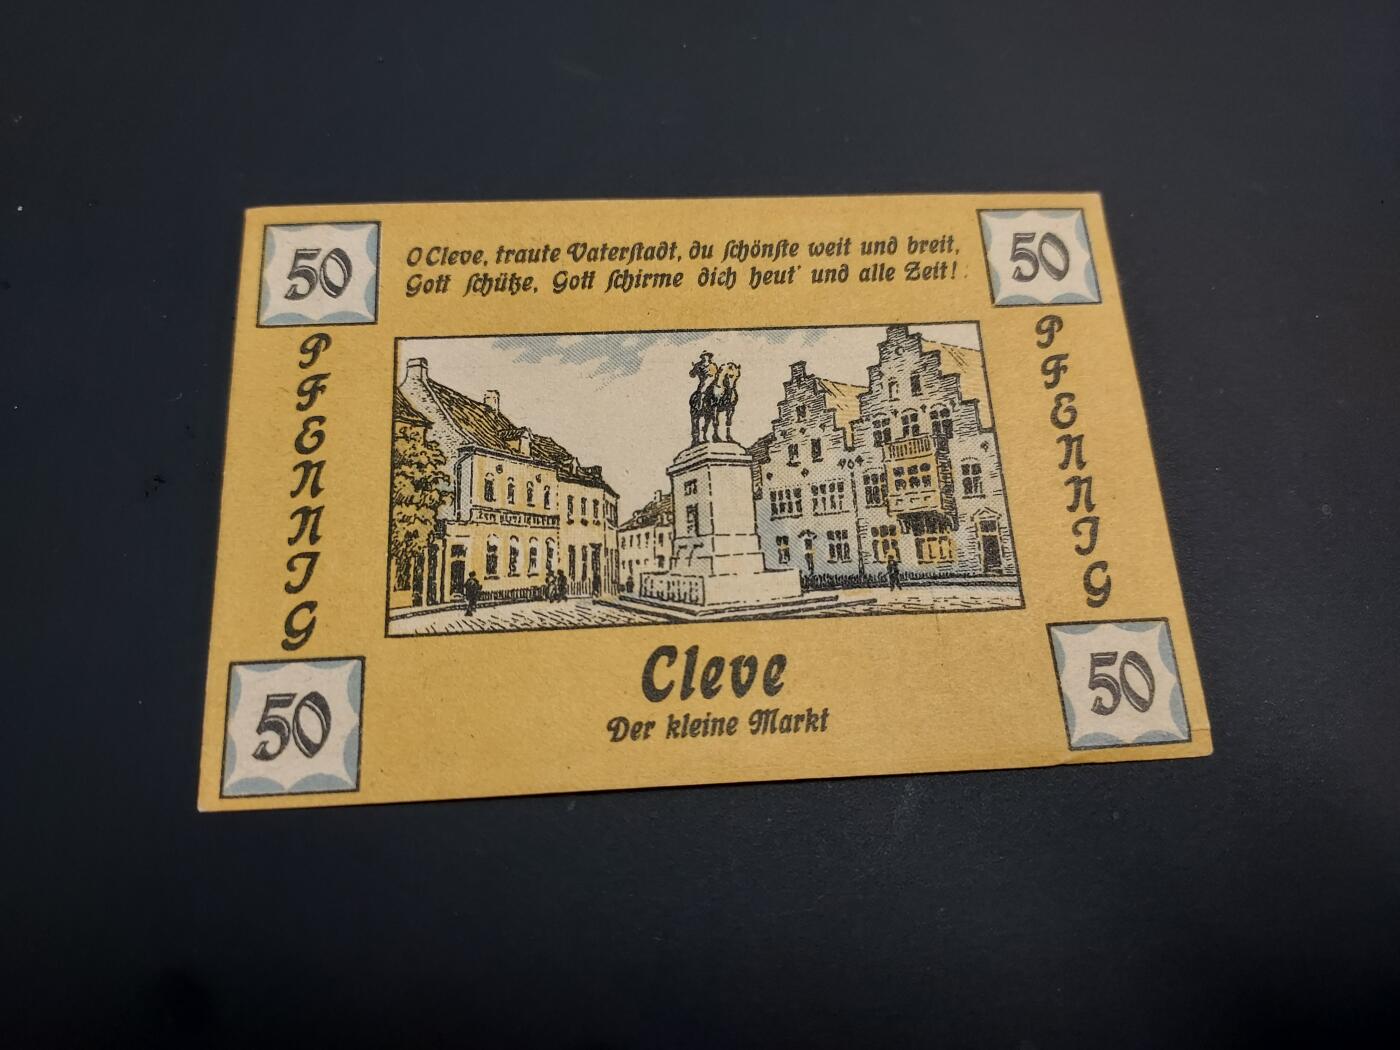 50
O Cleve, traute Vaterstadt, du schönste weit und breit,
Gott schütze, Gott schirme dich heut' und alle Zeit!
50
PFENNIG
PFENNIG
Cleve
Der kleine Markt
50
50